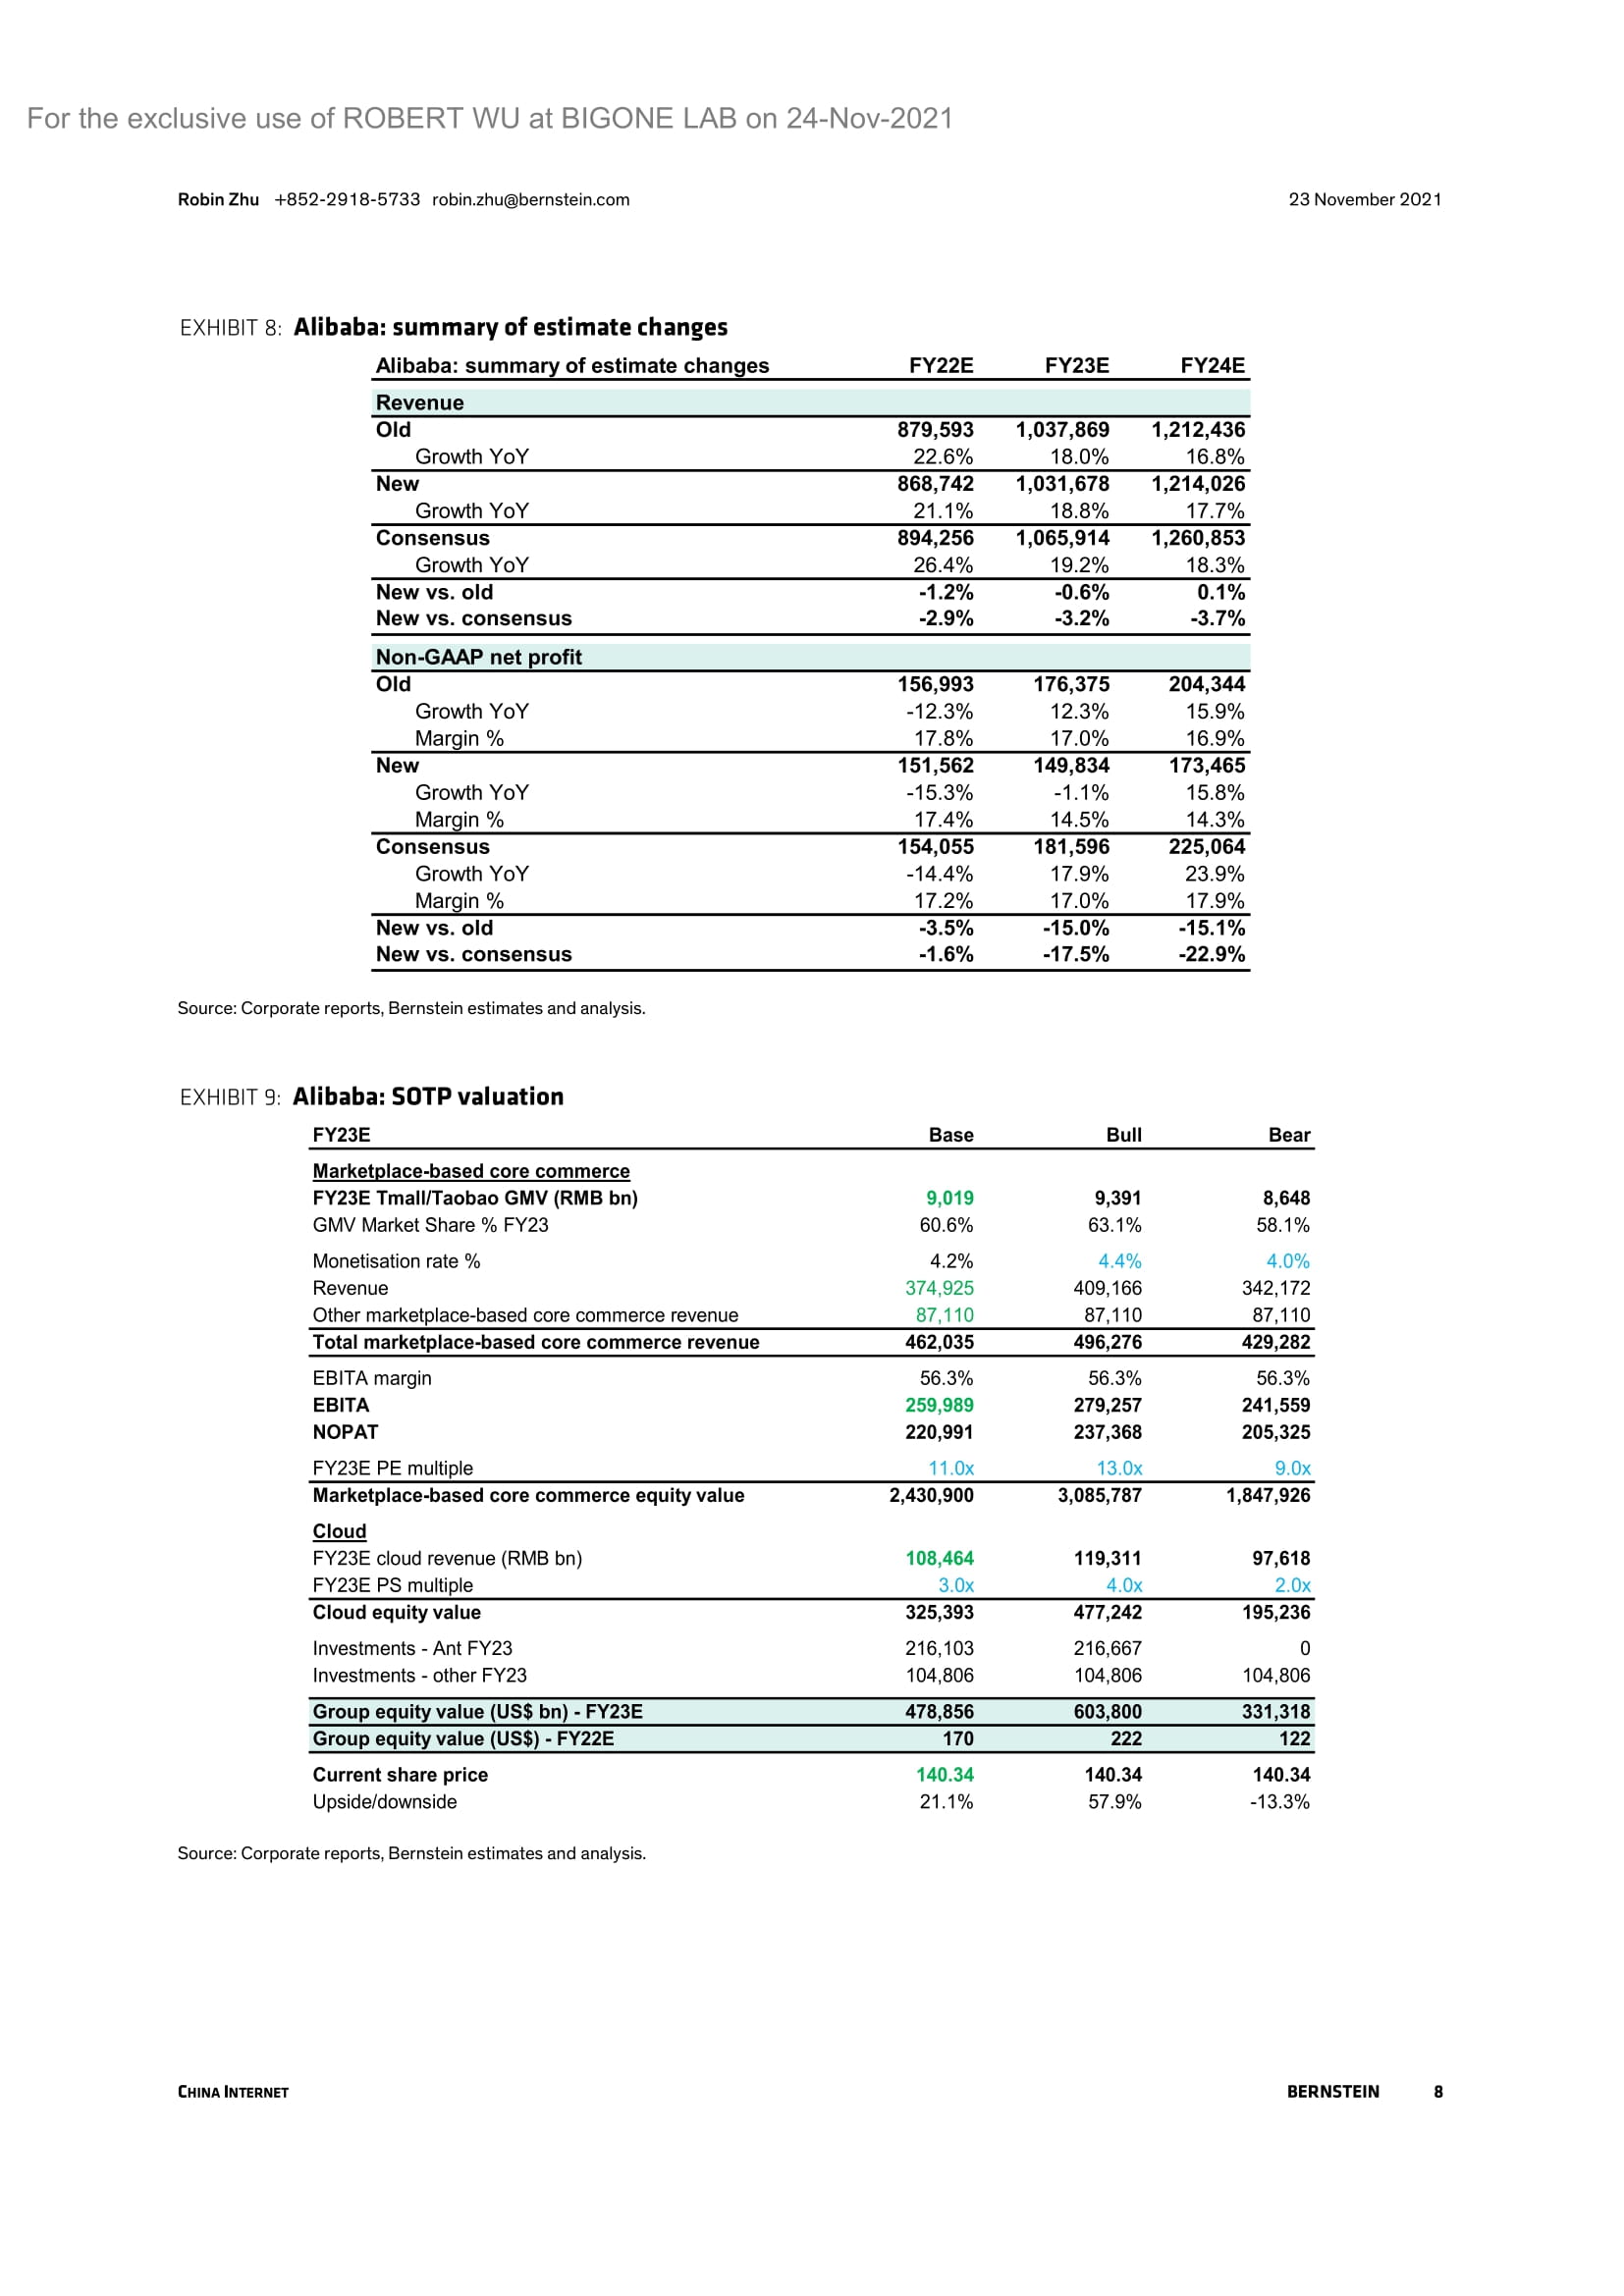 For the exclusive use of ROBERT WU at BIGONE LAB on 24-Nov-2021
Robin Zhu +852-2918-5733 robin.zhu@bernstein.com 23 November 2021
EXHIBIT 8: Alibaba: summary of estimate changes
Alibaba: summary of estimate changes FY22E FY23E FY24E
Revenue
Old 879,593 1,037,869 1,212,436
Growth YoY 22.6% 18.0% 16.8%
New 868,742 1,031,678 1,214,026
Growth YoY 21.1% 18.8% 17.7%
Consensus 894,256 1,065,914 1,260,853
Growth YoY 26.4% 19.2% 18.3%
New vs. old -1.2% -0.6% 0.1%
New vs. consensus -2.9% -3.2% -3.7%
Non-GAAP net profit
Old 156,993 176,375 204,344
Growth YoY -12.3% 12.3% 15.9%
Margin % 17.8% 17.0% 16.9%
New 151,562 149,834 173,465
Growth YoY -15.3% -1.1% 15.8%
Margin % 17.4% 14.5% 14.3%
Consensus 154,055 181,596 225,064
Growth YoY -14.4% 17.9% 23.9%
Margin % 17.2% 17.0% 17.9%
New vs. old -3.5% -15.0% -15.1%
New vs. consensus -1.6% -17.5% -22.9%
Source: Corporate reports, Bernstein estimates and analysis.
EXHIBIT 9: Alibaba: SOTP valuation
FY23E Base Bull Bear
Marketplace-based core commerce
FY23E Tmall/Taobao GMV (RMB bn) 9,019 9,391 8,648
GMV Market Share % FY23 60.6% 63.1% 58.1%
Monetisation rate % 4.2% 4.4% 4.0%
Revenue 374,925 409,166 342,172
Other marketplace-based core commerce revenue 87,110 87,110 87,110
Total marketplace-based core commerce revenue 462,035 496,276 429,282
EBITA margin 56.3% 56.3% 56.3%
EBITA 259,989 279,257 241,559
NOPAT 220,991 237,368 205,325
FY23E PE multiple 11.0x 13.0x 9.0x
Marketplace-based core commerce equity value 2,430,900 3,085,787 1,847,926
Cloud
FY23E cloud revenue (RMB bn) 108,464 119,311 97,618
FY23E PS multiple 3.0x 4.0x 2.0x
Cloud equity value 325,393 477,242 195,236
Investments - Ant FY23 216,103 216,667 0
Investments - other FY23 104,806 104,806 104,806
Group equity value (US$ bn) - FY23E 478,856 603,800 331,318
Group equity value (US$) - FY22E 170 222 122
Current share price 140.34 140.34 140.34
Upside/downside 21.1% 57.9% -13.3%
Source: Corporate reports, Bernstein estimates and analysis.
CHINA INTERNET BERNSTEIN 8